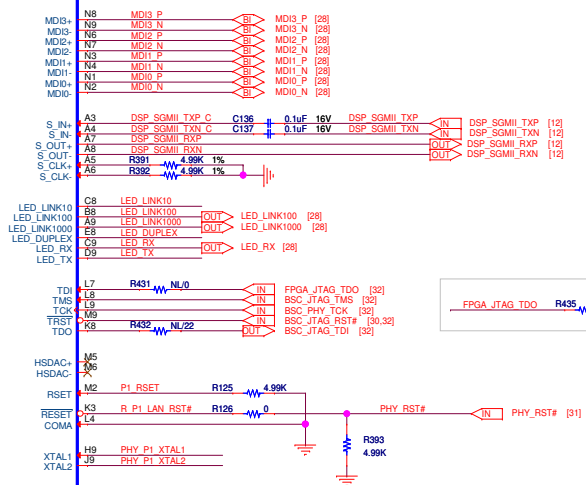 MDI3+ N8 MDI3_P BI MDI3_P [28]
MDI3- N9 MDI3_N BI MDI3_N [28]
MDI2+ N6 MDI2_P BI MDI2_P [28]
MDI2- N7 MDI2_N BI MDI2_N [28]
MDI1+ N3 MDI1_P BI MDI1_P [28]
MDI1- N4 MDI1_N BI MDI1_N [28]
MDI0+ N1 MDI0_P BI MDI0_P [28]
MDI0- N2 MDI0_N BI MDI0_N [28]
S_IN+ A3 DSP_SGMII_TXP_C C136 0.1uF 16V DSP_SGMII_TXP IN DSP_SGMII_TXP [12]
S_IN- A4 DSP_SGMII_TXN_C C137 0.1uF 16V DSP_SGMII_TXN IN DSP_SGMII_TXN [12]
S_OUT+ A7 DSP_SGMII_RXP OUT DSP_SGMII_RXP [12]
S_OUT- A8 DSP_SGMII_RXN OUT DSP_SGMII_RXN [12]
S_CLK+ A5 R391 4.99K 1%
S_CLK- A6 R392 4.99K 1%
LED_LINK10 C8 LED_LINK10
LED_LINK100 B8 LED_LINK100 OUT LED_LINK100 [28]
LED_LINK1000 A9 LED_LINK1000 OUT LED_LINK1000 [28]
LED_DUPLEX E8 LED_DUPLEX
LED_RX C9 LED_RX OUT LED_RX [28]
LED_TX D9 LED_TX
TDI L7 R431 NL/0 IN FPGA_JTAG_TDO [32]
TMS L8 IN BSC_JTAG_TMS [32]
TCK L9 IN BSC_PHY_TCK [32]
TRST M9 IN BSC_JTAG_RST# [30,32]
TDO K8 R432 NL/22 OUT BSC_JTAG_TDI [32]
FPGA_JTAG_TDO R435
HSDAC+ M5
HSDAC- M6
RSET M2 P1_RSET R125 4.99K
RESET K3 R_P1_LAN_RST# R126 0 PHY_RST# IN PHY_RST# [31]
COMA L4
R393
4.99K
XTAL1 H9 PHY_P1_XTAL1
XTAL2 J9 PHY_P1_XTAL2